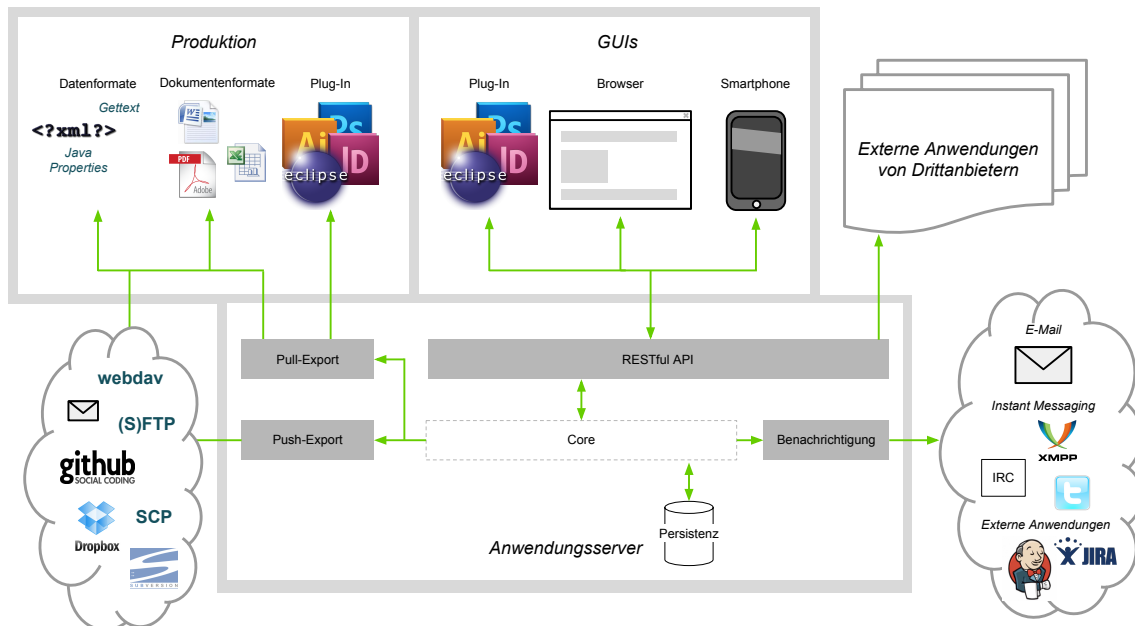 Produktion
Datenformate
Dokumentenformate
Plug-In
Gettext
<?xml?>
Java
Properties
W
PDF
Adobe
X
Ps
Ai
ID
eclipse
GUIs
Plug-In
Browser
Smartphone
Ps
Ai
ID
eclipse
Externe Anwendungen
von Drittanbietern
Pull-Export
RESTful API
Push-Export
Core
Benachrichtigung
Persistenz
Anwendungsserver
webdav
(S)FTP
github
SOCIAL CODING
SCP
Dropbox
SUBVERSION
E-Mail
Instant Messaging
XMPP
IRC
t
Externe Anwendungen
JIRA